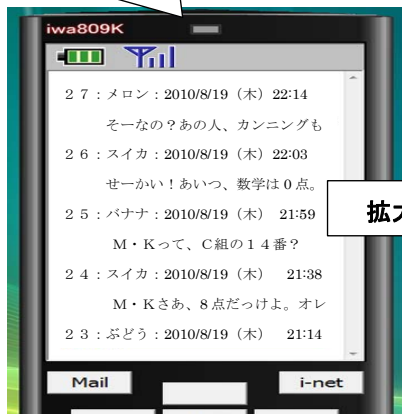 iwa809K
２７：メロン：2010/8/19（木）22:14
そーなの？あの人、カンニングも
２６：スイカ：2010/8/19（木）22:03
せーかい！あいつ、数学は０点。
２５：バナナ：2010/8/19（木） 21:59
Ｍ・Ｋって、Ｃ組の１４番？
２４：スイカ：2010/8/19（木） 21:38
Ｍ・Ｋさあ、８点だっけよ。オレ
２３：ぶどう：2010/8/19（木） 21:14
拡
Mail
i-net